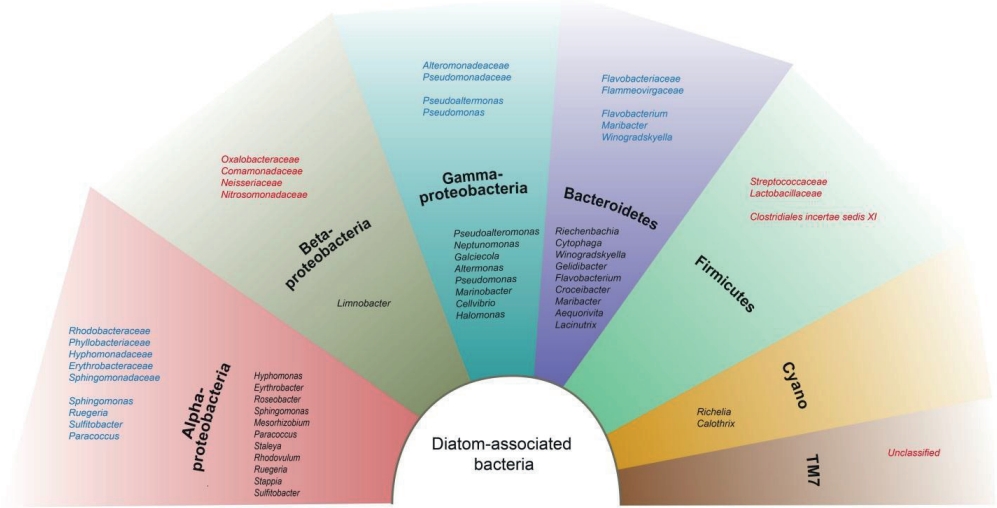 Rhodobacteraceae
Phyllobacteriaceae
Hyphomonadaceae
Erythrobacteraceae
Sphingomonadaceae
Sphingomonas
Ruegeria
Sulfitobacter
Paracoccus
Alpha-
proteobacteria
Hyphomonas
Eyrthrobacter
Roseobacter
Sphingomonas
Mesorhizobium
Paracoccus
Staleya
Rhodovulum
Ruegeria
Stappia
Sulfitobacter
Oxalobacteraceae
Comamonadaceae
Neisseriaceae
Nitrosomonadaceae
Beta-
proteobacteria
Limnobacter
Alteromonadeaceae
Pseudomonadaceae
Pseudoaltermonas
Pseudomonas
Gamma-
proteobacteria
Pseudoalteromonas
Neptunomonas
Galciecola
Altermonas
Pseudomonas
Marinobacter
Cellvibrio
Halomonas
Flavobacteriaceae
Flammeovirgaceae
Flavobacterium
Maribacter
Winogradskyella
Bacteroidetes
Riechenbachia
Cytophaga
Winogradskyella
Gelidibacter
Flavobacterium
Croceibacter
Maribacter
Aequorivita
Lacinutrix
Streptococcaceae
Lactobacillaceae
Clostridiales incertae sedis XI
Firmicutes
Cyano
Richelia
Calothrix
TM7
Unclassified
Diatom-associated
bacteria